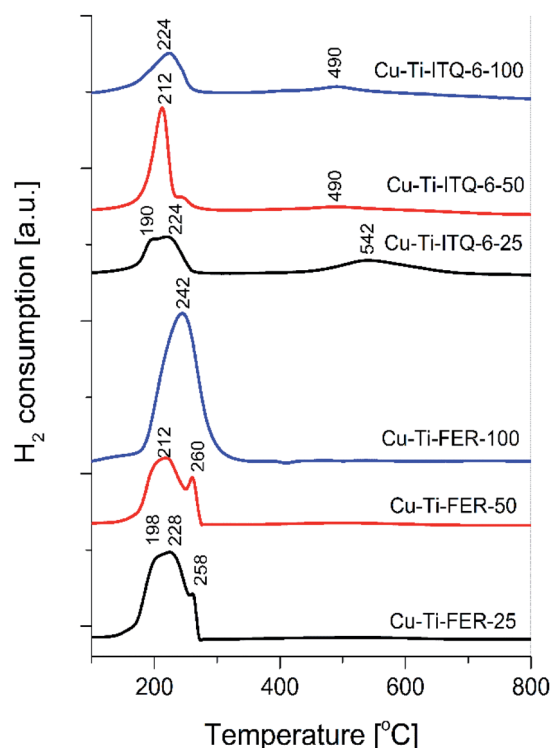 224
490
Cu-Ti-ITQ-6-100
212
490
Cu-Ti-ITQ-6-50
190
224
542
Cu-Ti-ITQ-6-25
242
Cu-Ti-FER-100
212
260
Cu-Ti-FER-50
198
228
258
Cu-Ti-FER-25
H₂ consumption [a.u.]
200 400 600 800
Temperature [°C]